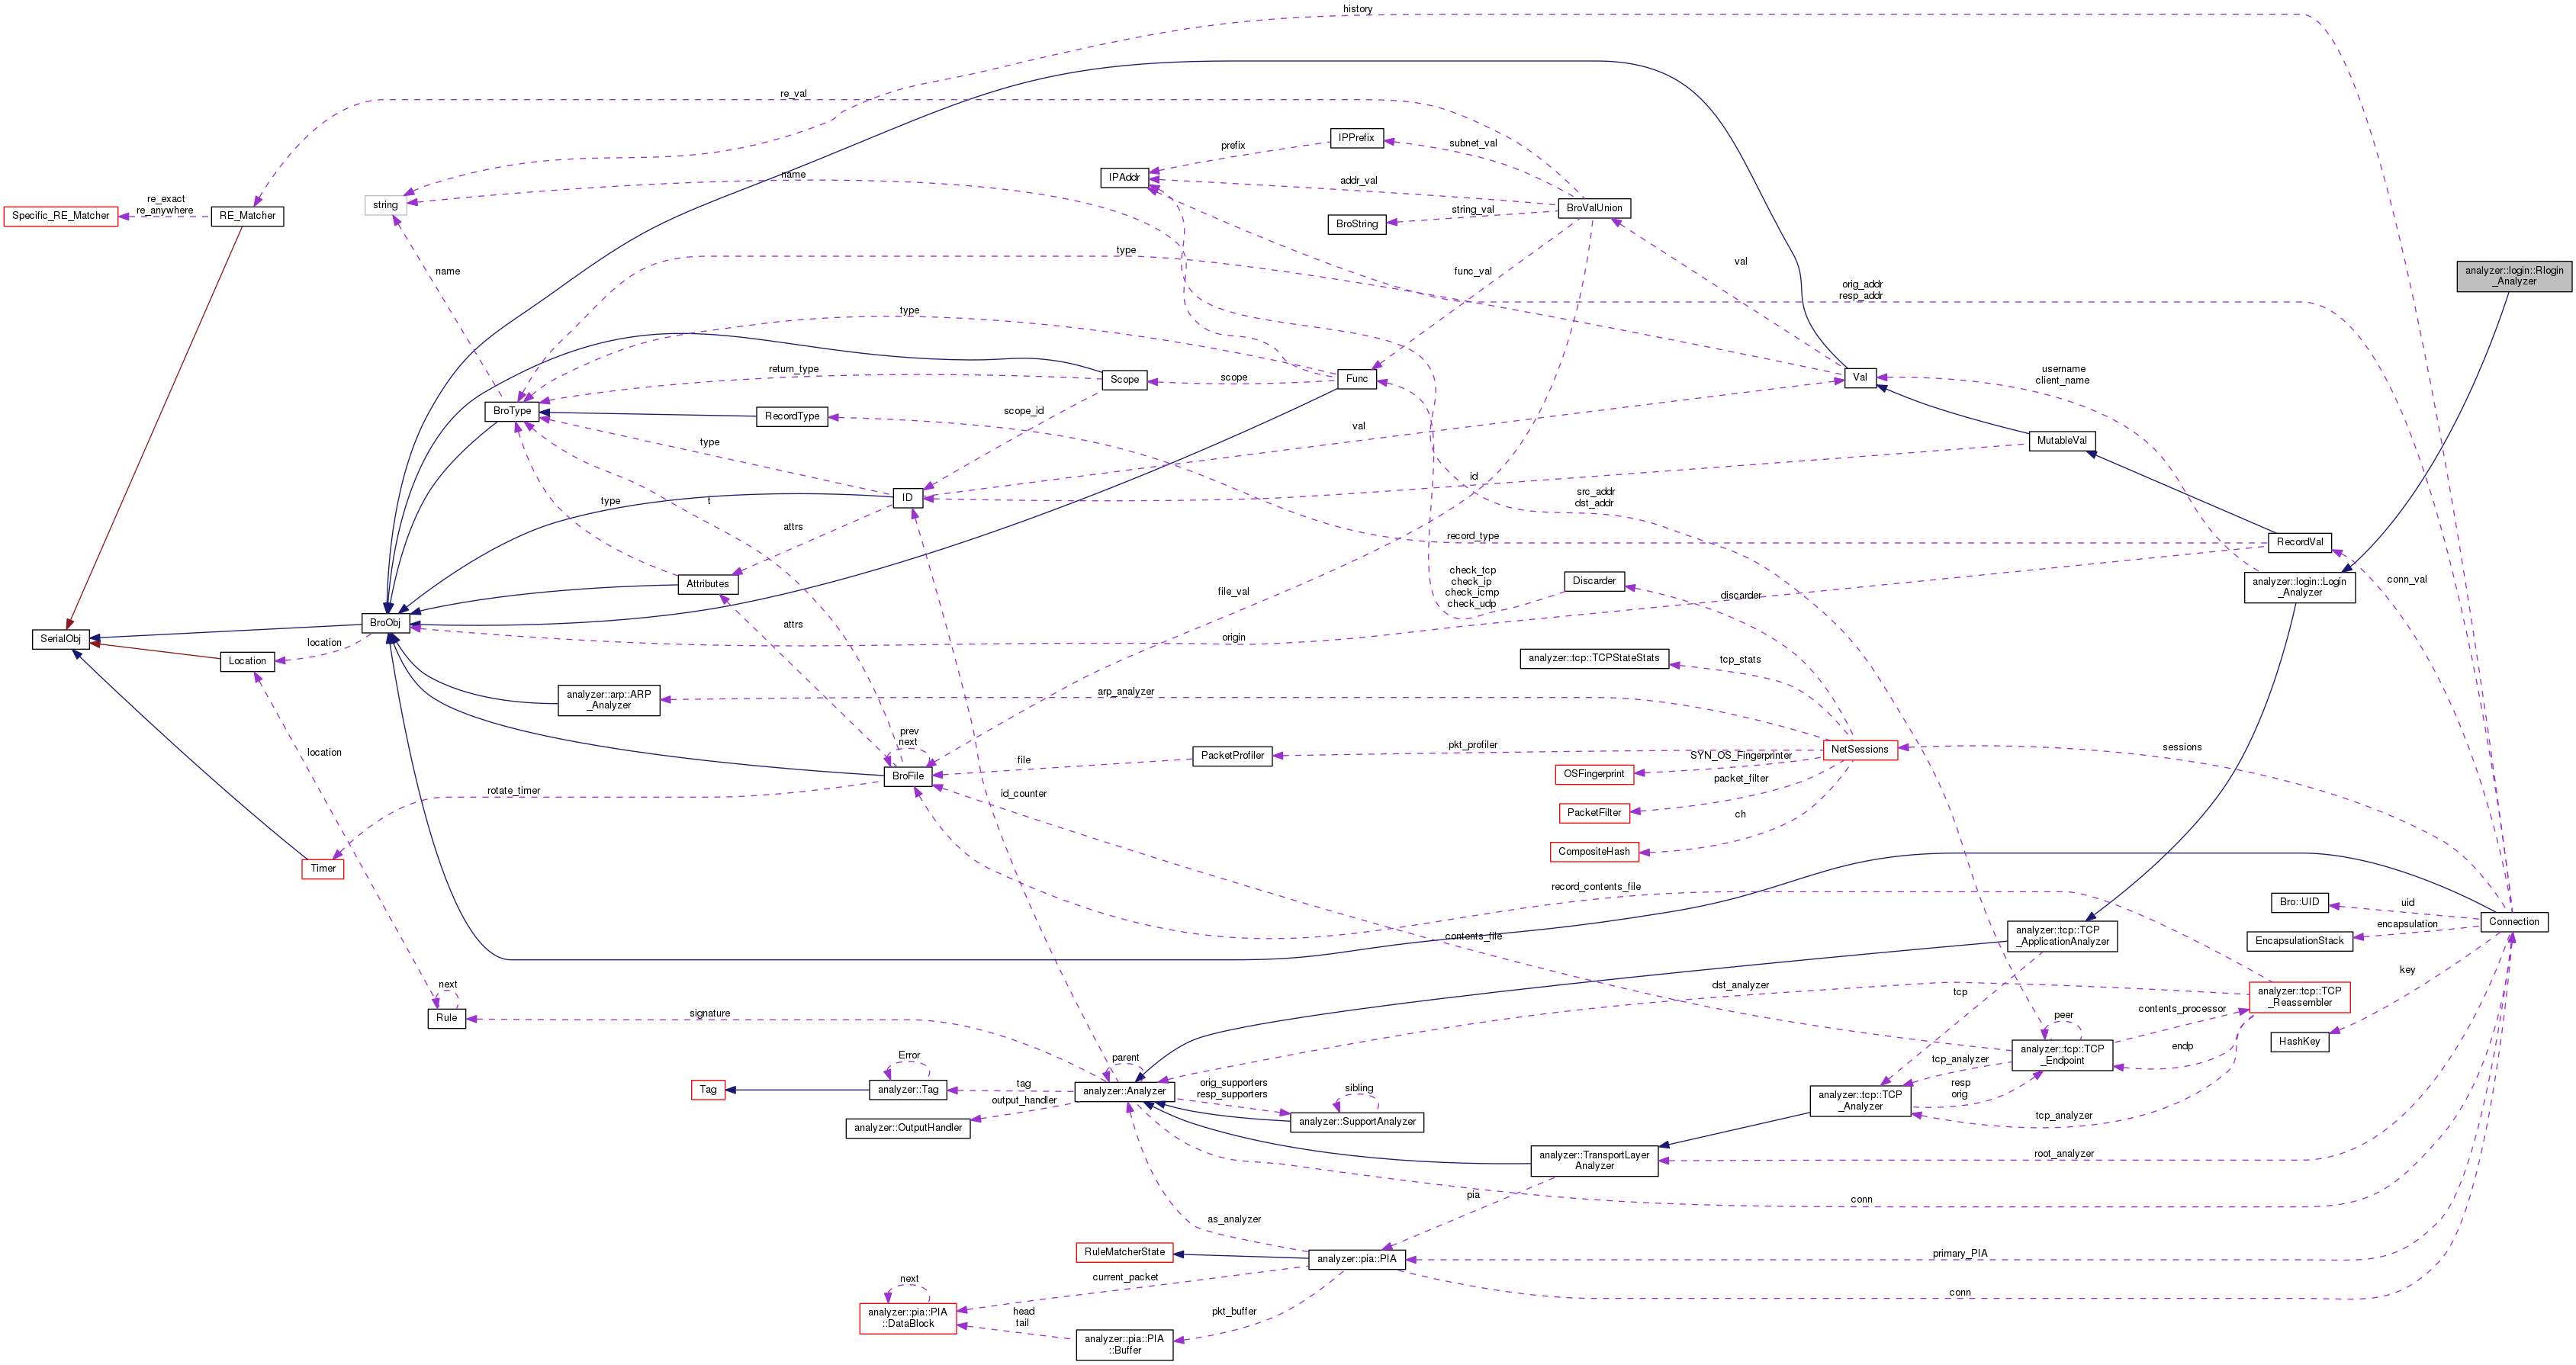 history
re_val
IPPrefix
subnet_val
prefix
IPAddr
name
addr_val
re_exact
re_anywhere
string
BroValUnion
Specific_RE_Matcher
RE_Matcher
string_val
BroString
type
name
func_val
val
analyzer::login::Rlogin
_Analyzer
orig_addr
resp_addr
type
return_type
Scope
scope
Func
Val
username
client_name
BroType
RecordType
scope_id
val
type
MutableVal
id
type
t
ID
src_addr
dst_addr
attrs
record_type
RecordVal
Attributes
check_tcp
check_ip
check_icmp
check_udp
Discarder
conn_val
analyzer::login::Login
_Analyzer
file_val
discarder
BroObj
attrs
SerialObj
location
origin
Location
analyzer::tcp::TCPStateStats
tcp_stats
analyzer::arp::ARP
_Analyzer
arp_analyzer
prev
next
location
PacketProfiler
pkt_profiler
NetSessions
sessions
file
SYN_OS_Fingerprinter
BroFile
OSFingerprint
packet_filter
rotate_timer
id_counter
PacketFilter
ch
CompositeHash
Timer
record_contents_file
Bro::UID
uid
Connection
encapsulation
analyzer::tcp::TCP
_ApplicationAnalyzer
contents_file
EncapsulationStack
key
next
dst_analyzer
tcp
analyzer::tcp::TCP
_Reassembler
signature
Rule
peer
contents_processor
HashKey
analyzer::tcp::TCP
_Endpoint
endp
Error
parent
tcp_analyzer
Tag
analyzer::Tag
tag
analyzer::Analyzer
orig_supporters
resp_supporters
sibling
resp
orig
analyzer::tcp::TCP
_Analyzer
output_handler
analyzer::OutputHandler
analyzer::SupportAnalyzer
tcp_analyzer
analyzer::TransportLayer
Analyzer
root_analyzer
pia
conn
as_analyzer
RuleMatcherState
analyzer::pia::PIA
primary_PIA
next
current_packet
conn
analyzer::pia::PIA
::DataBlock
head
tail
pkt_buffer
analyzer::pia::PIA
::Buffer